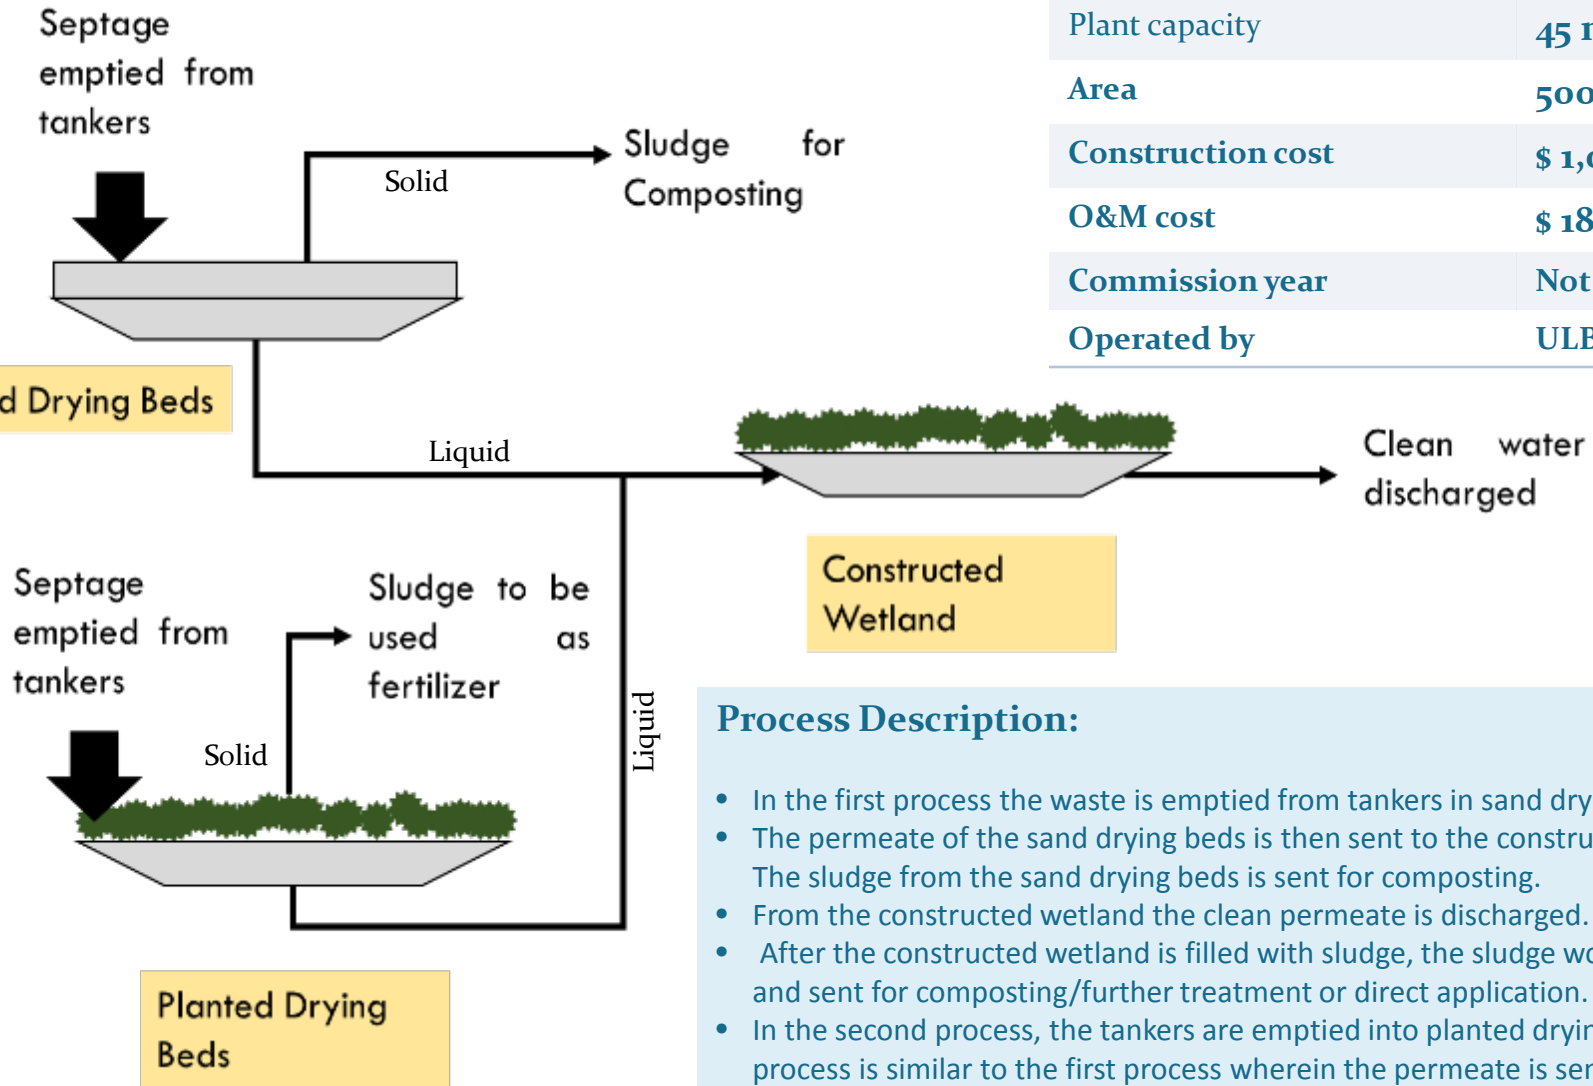 Septage
emptied from
tankers
Solid
Sludge for
Composting
Plant capacity 45
Area 500
Construction cost $ 1,
O&M cost $ 18
Commission year Not
Operated by ULB
Drying Beds
Liquid
Clean water
discharged
Constructed
Wetland
Septage
emptied from
tankers
Sludge to be
used as
fertilizer
Solid
Liquid
Planted Drying
Beds
Process Description:
• In the first process the waste is emptied from tankers in sand
• The permeate of the sand drying beds is then sent to the
The sludge from the sand drying beds is sent for composting.
• From the constructed wetland the clean permeate is discharged.
• After the constructed wetland is filled with sludge, the sludge
and sent for composting/further treatment or direct application.
• In the second process, the tankers are emptied into planted
process is similar to the first process wherein the permeate is